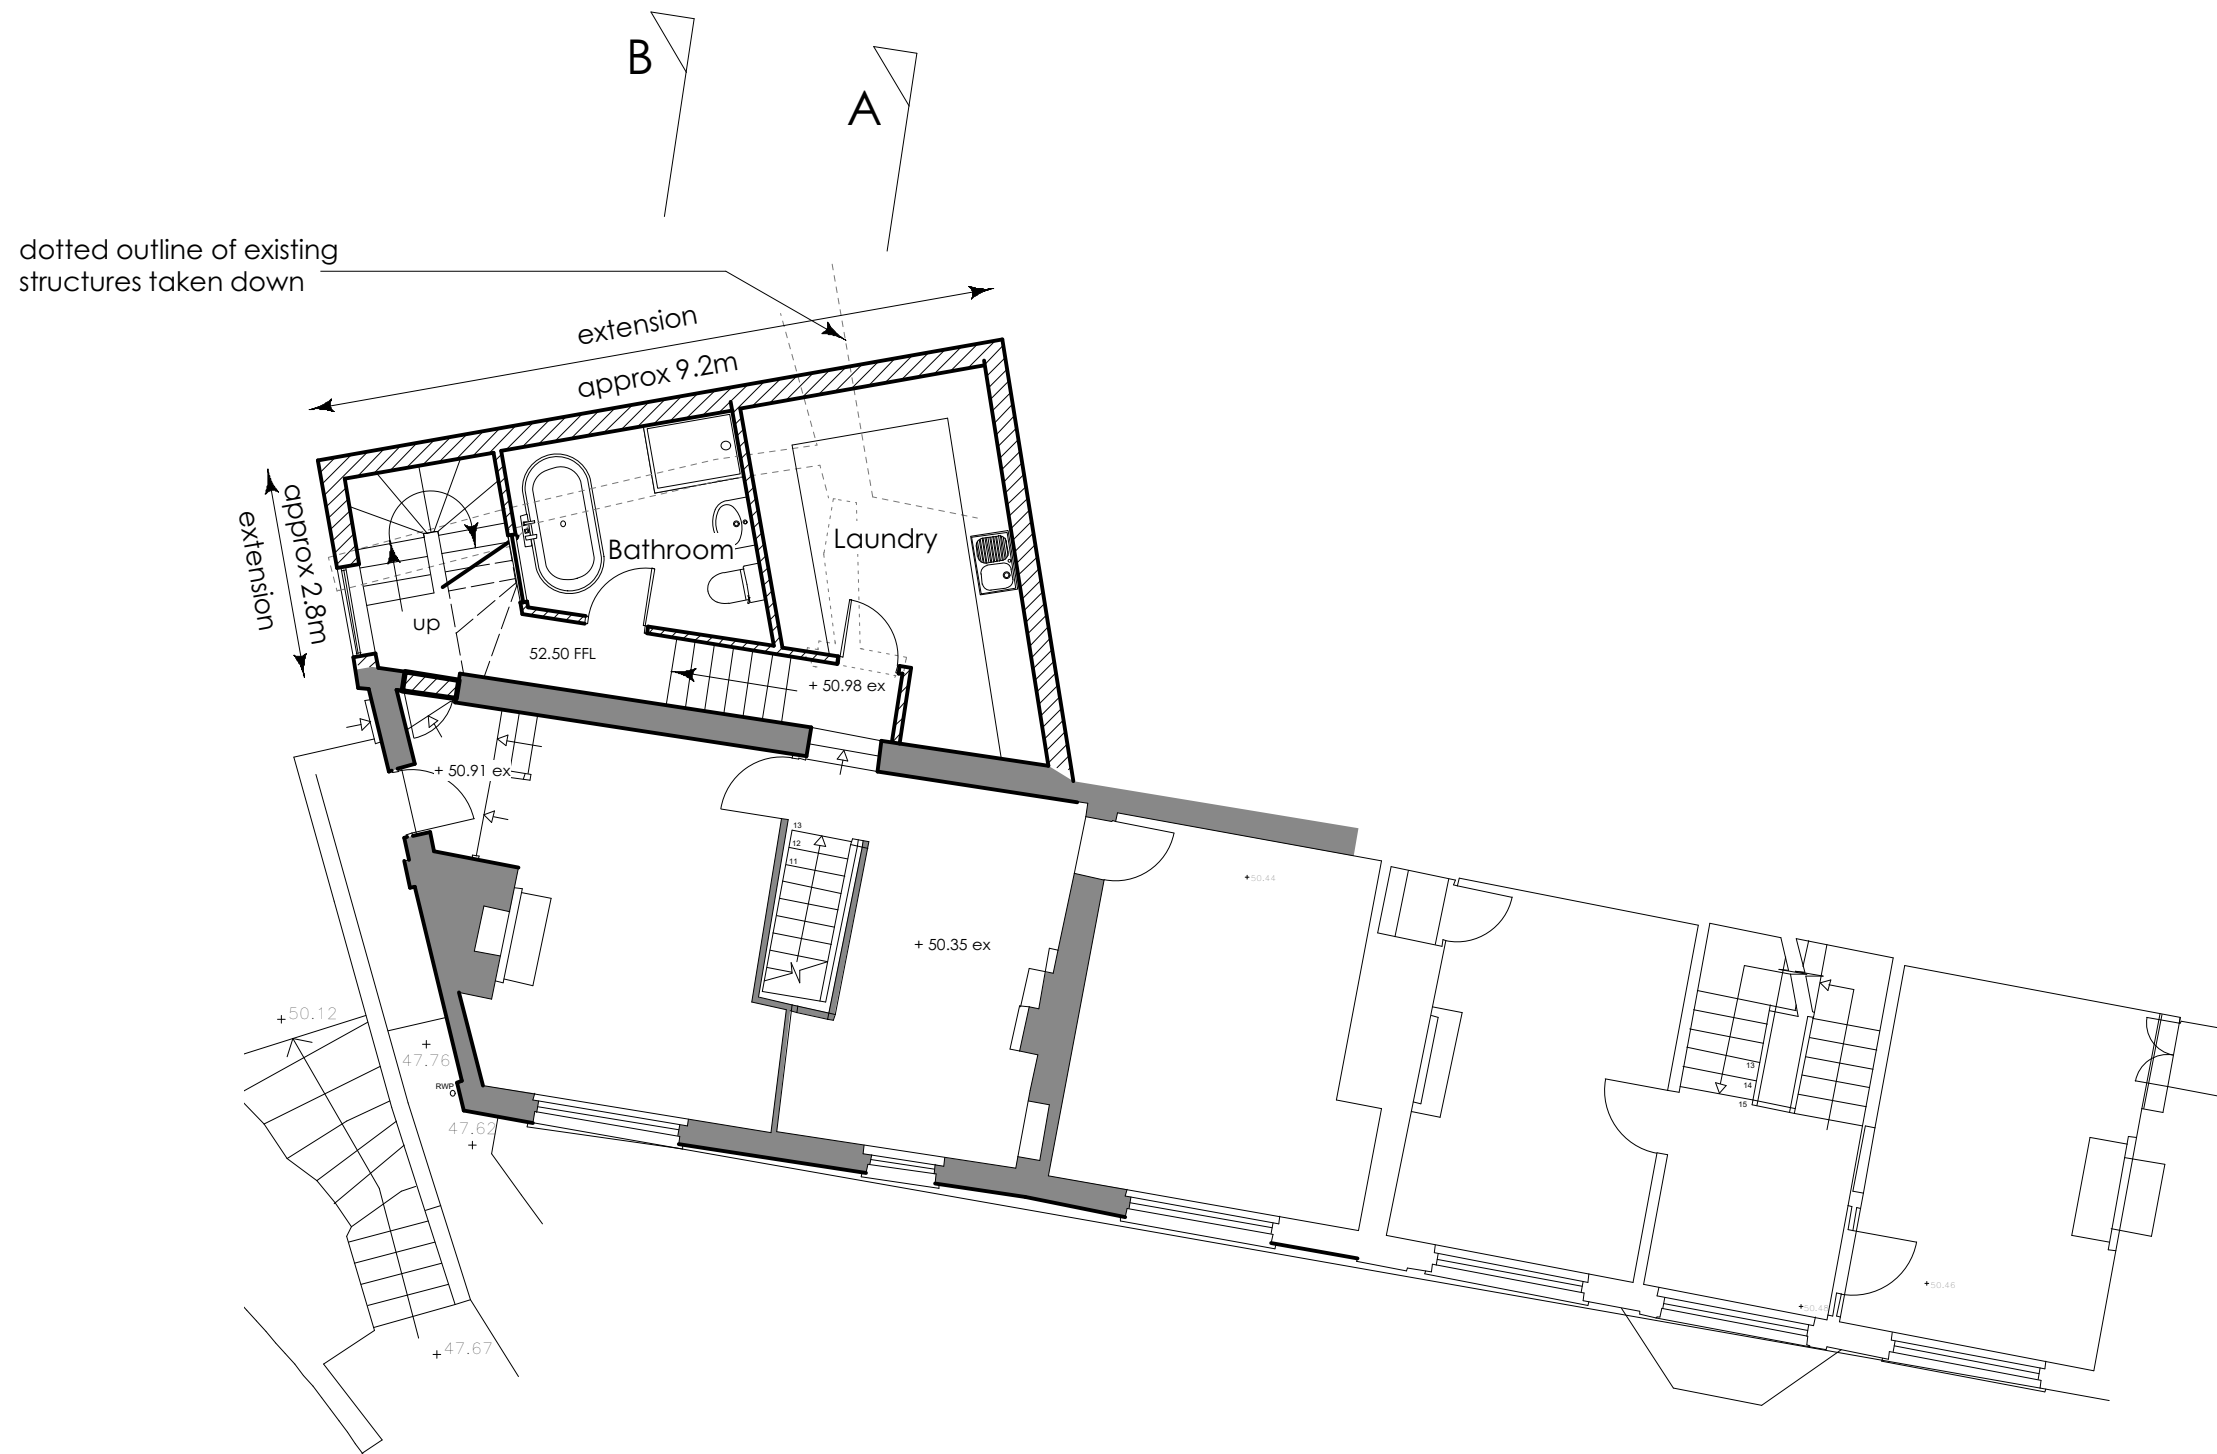 B
A
dotted outline of existing
structures taken down
extension
approx 9.2m
approx 2.8m
extension
Bathroom
Laundry
up
52.50 FFL
+ 50.98 ex
+ 50.91 ex
13
12
11
+50.44
+ 50.35 ex
+50.12
+
47.76
RWP
47.62
+
13
14
15
+50.46
+50.48
+47.67